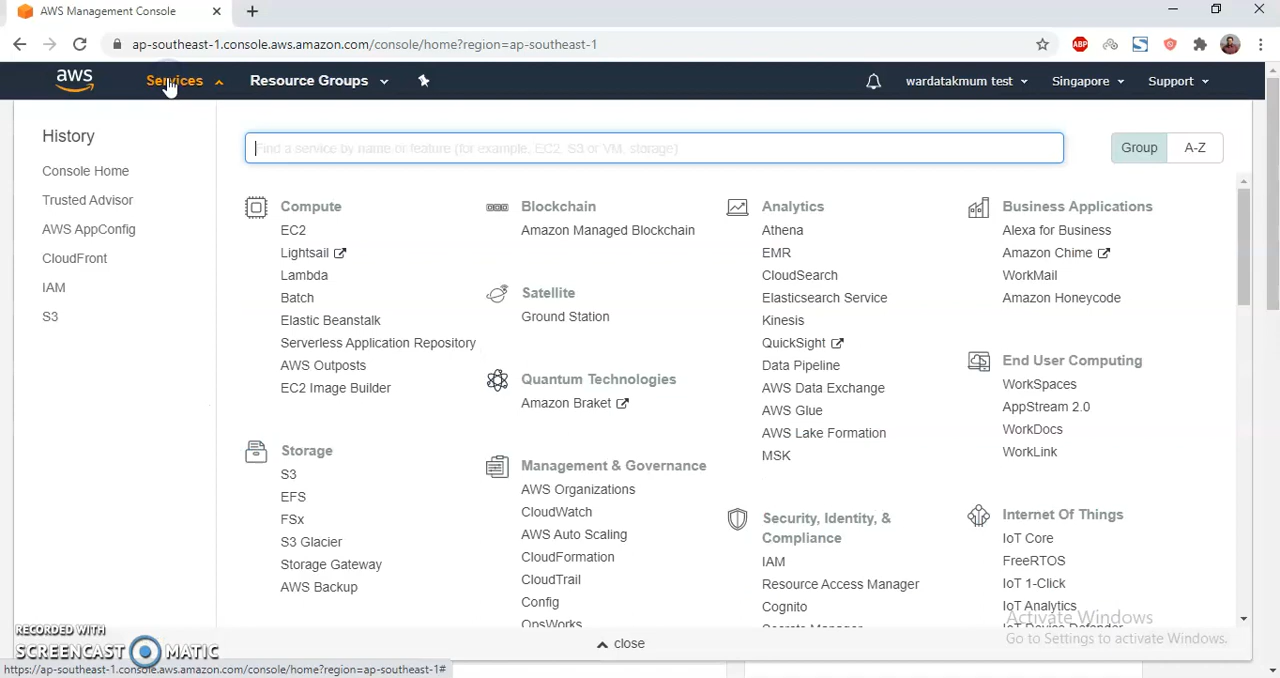 AWS Management Console
ap-southeast-1.console.aws.amazon.com/console/home?region=ap-southeast-1
ABP
aws
Services
Resource Groups
wardatakmum test
Singapore
Support
History
Console Home
Trusted Advisor
AWS AppConfig
CloudFront
IAM
S3
Find a service by name or feature (for example, EC2, S3 or VM, storage)
Group
A-Z
Compute
EC2
Lightsail
Lambda
Batch
Elastic Beanstalk
Serverless Application Repository
AWS Outposts
EC2 Image Builder
Storage
S3
EFS
FSx
S3 Glacier
Storage Gateway
AWS Backup
Blockchain
Amazon Managed Blockchain
Satellite
Ground Station
Quantum Technologies
Amazon Braket
Management & Governance
AWS Organizations
CloudWatch
AWS Auto Scaling
CloudFormation
CloudTrail
Config
OpsWorks
Analytics
Athena
EMR
CloudSearch
Elasticsearch Service
Kinesis
QuickSight
Data Pipeline
AWS Data Exchange
AWS Glue
AWS Lake Formation
MSK
Security, Identity, &
Compliance
IAM
Resource Access Manager
Cognito
Secrets Manager
Business Applications
Alexa for Business
Amazon Chime
WorkMail
Amazon Honeycode
End User Computing
WorkSpaces
AppStream 2.0
WorkDocs
WorkLink
Internet Of Things
IoT Core
FreeRTOS
IoT 1-Click
IoT Analytics
IoT Device Defender
close
Activate Windows
Go to Settings to activate Windows.
RECORDED WITH
SCREENCAST MATIC
https://ap-southeast-1.console.aws.amazon.com/console/home?region=ap-southeast-1#